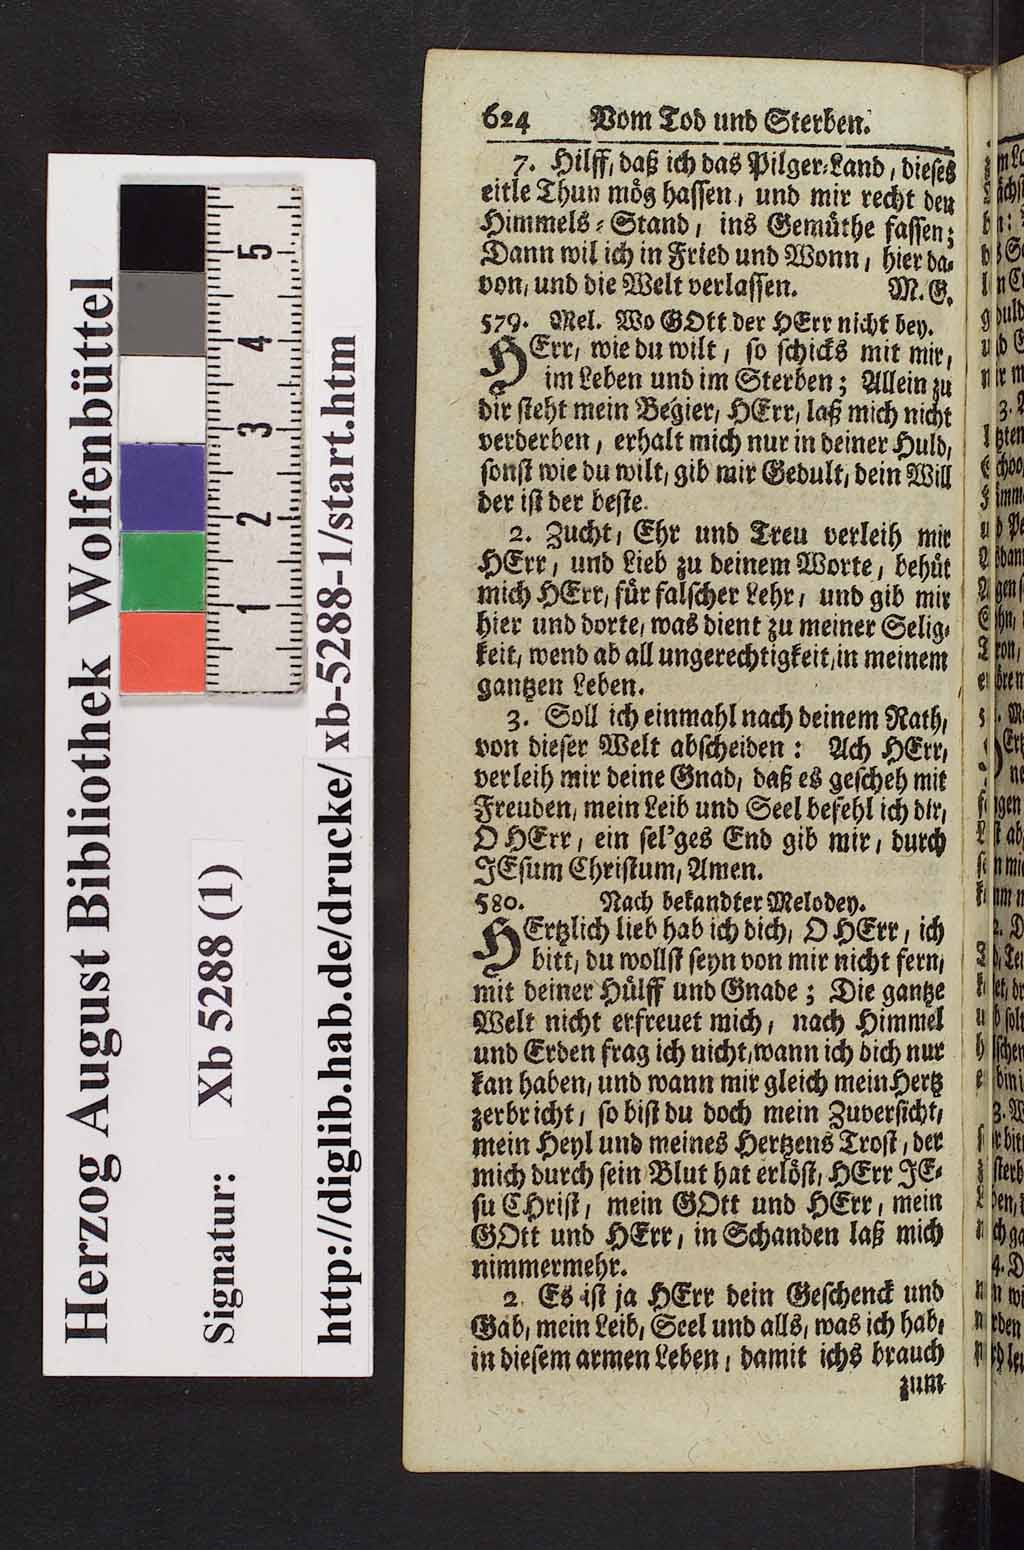 Herzog August Bibliothek Wolfenbüttel
Signatur: Xb 5288 (1)
http://diglib.hab.de/drucke/xb-5288-1/start.htm
1 2 3 4 5
624 Vom Tod und Sterben.
7. Hilff, daß ich das Pilger-Land, dieses
eitle Thun mög hassen, und mir recht den
Himmels-Stand, ins Gemüthe fassen;
Dann wil ich in Fried und Wonn, hier da-
von, und die Welt verlassen. M. G.
579. Mel. Wo GOtt der HErr nicht bey.
HErr, wie du wilt, so schicks mit mir,
im Leben und im Sterben; Allein zu
dir steht mein Begier, HErr, laß mich nicht
verderben, erhalt mich nur in deiner Huld,
sonst wie du wilt, gib mir Gedult, dein Will
der ist der beste.
2. Zucht, Ehr und Treu verleih mir
HErr, und Lieb zu deinem Worte, behüt
mich HErr, für falscher Lehr, und gib mir
hier und dorte, was dient zu meiner Selig-
keit, wend ab all ungerechtigkeit, in meinem
gantzen Leben.
3. Soll ich einmahl nach deinem Rath,
von dieser Welt abscheiden: Ach HErr,
verleih mir deine Gnad, daß es gescheh mit
Freuden, mein Leib und Seel befehl ich dir,
O HErr, ein sel'ges End gib mir, durch
JEsum Christum, Amen.
580. Nach bekandter Melodey.
HErtzlich lieb hab ich dich, O HErr, ich
bitt, du wollst seyn von mir nicht fern,
mit deiner Hülff und Gnade; Die gantze
Welt nicht erfreuet mich, nach Himmel
und Erden frag ich nicht, wann ich dich nur
kan haben, und wann mir gleich mein Hertz
zerbricht, so bist du doch mein Zuversicht,
mein Heyl und meines Hertzens Trost, der
mich durch sein Blut hat erlöst, HErr JE-
su CHrist, mein GOtt und HErr, mein
GOtt und HErr, in Schanden laß mich
nimmermehr.
2. Es ist ja HErr dein Geschenck und
Gab, mein Leib, Seel und alls, was ich hab,
in diesem armen Leben, damit ichs brauch
zum